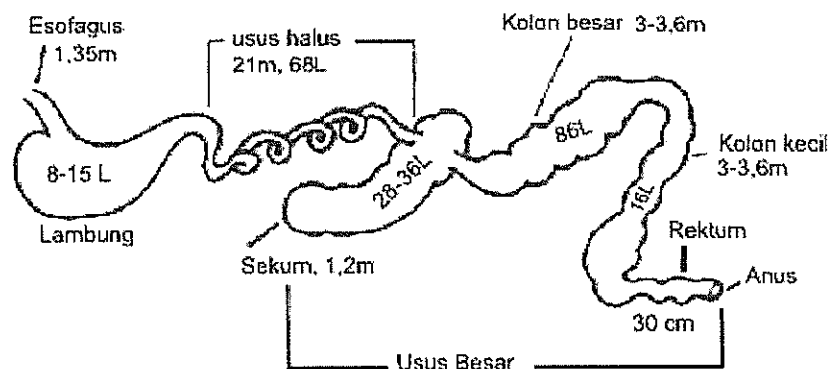 Esofagus
1,35m
usus halus
21m, 68L
Kolon besar 3-3,6m
8-15 L
Lambung
28-36L
86L
Kolon kecil
3-3,6m
16L
Sekum, 1,2m
Rektum
Anus
30 cm
Usus Besar